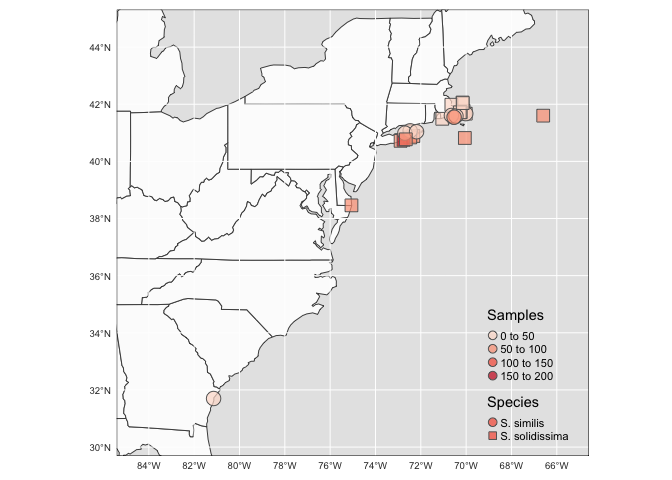 44°N
42°N
40°N
38°N
36°N
34°N
32°N
30°N
Samples
0 to 50
50 to 100
100 to 150
150 to 200
Species
S. similis
S. solidissima
84°W 82°W 80°W 78°W 76°W 74°W 72°W 70°W 68°W 66°W